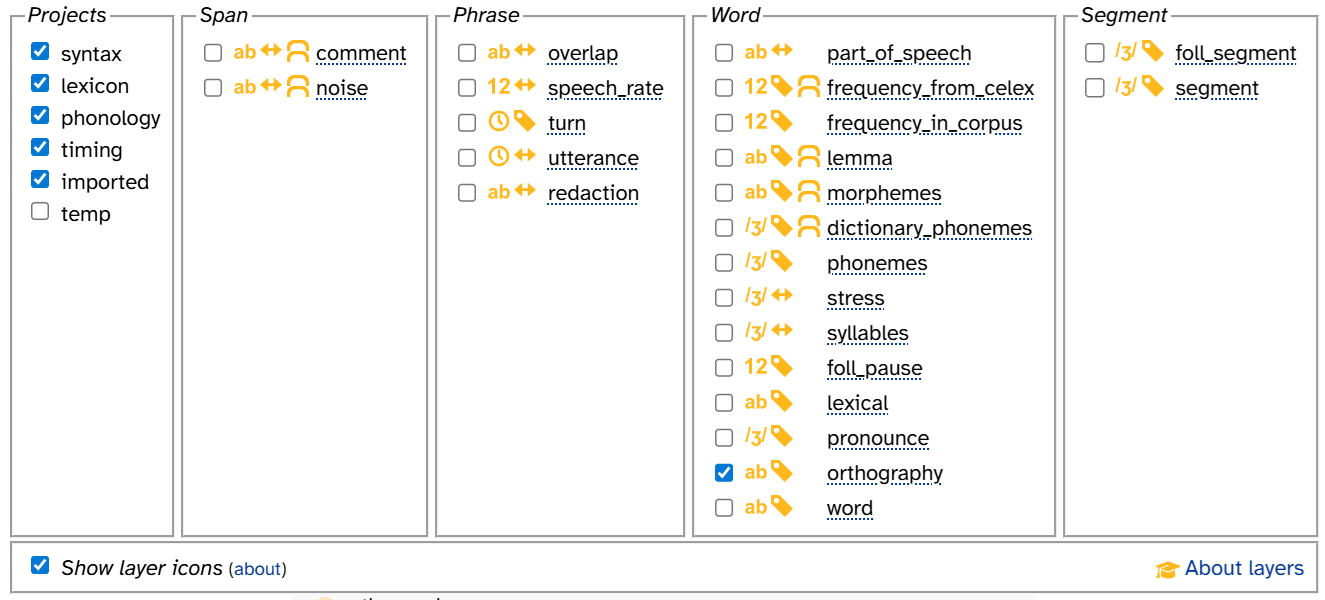 Projects
syntax
lexicon
phonology
timing
imported
temp
Span
ab comment
ab noise
Phrase
ab overlap
12 speech_rate
turn
utterance
ab redaction
Word
ab part_of_speech
12 frequency_from_celex
12 frequency_in_corpus
ab lemma
ab morphemes
/ʒ/ dictionary_phonemes
/ʒ/ phonemes
/ʒ/ stress
/ʒ/ syllables
12 foll_pause
ab lexical
/ʒ/ pronounce
ab orthography
ab word
Segment
/ʒ/ foll_segment
/ʒ/ segment
Show layer icons (about)
About layers